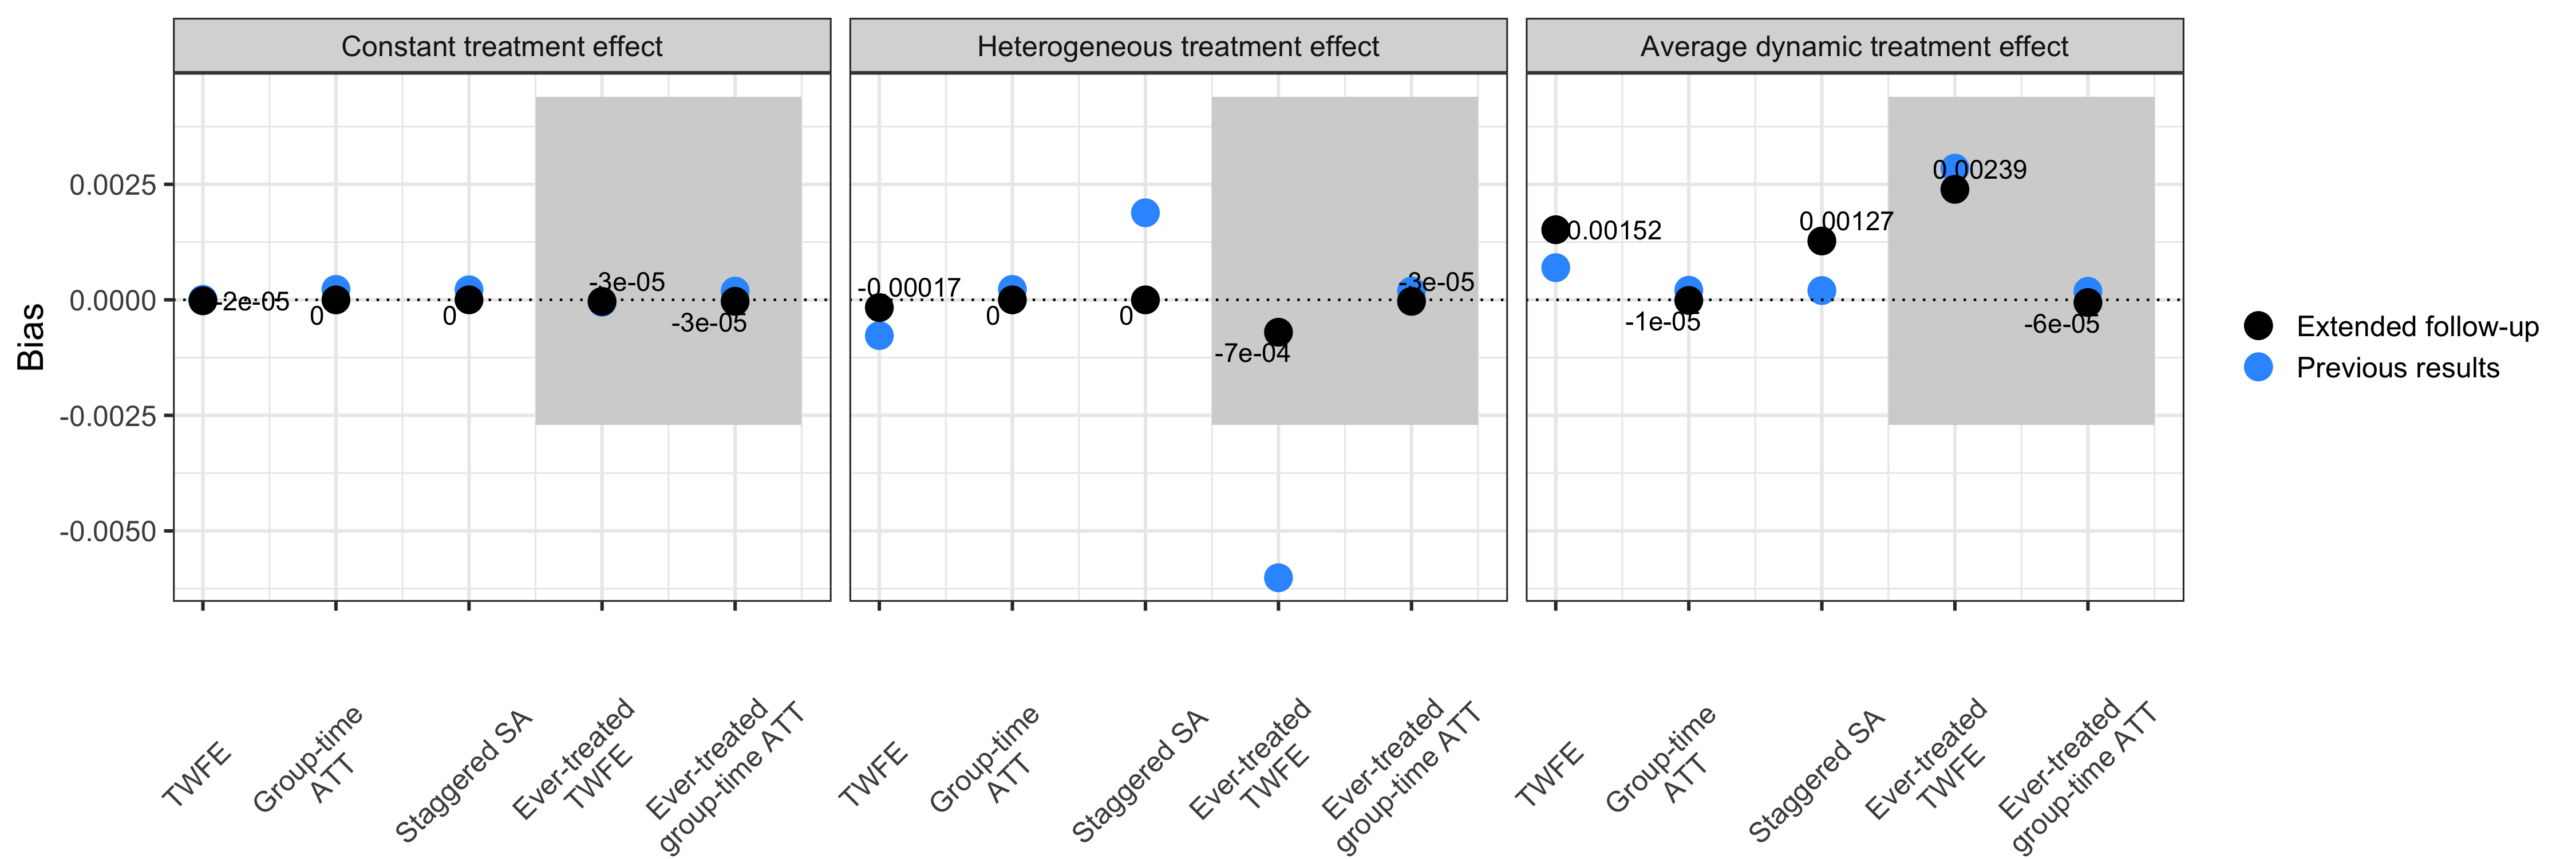 Constant treatment effect
Heterogeneous treatment effect
Average dynamic treatment effect
Bias
0.0025
0.0000
-0.0025
-0.0050
-2e-05
0
0
-3e-05
-3e-05
-0.00017
0
0
-7e-04
-3e-05
0.00152
-1e-05
0.00127
0.00239
-6e-05
TWFE
Group-time
ATT
Staggered SA
Ever-treated
TWFE
Ever-treated
group-time ATT
TWFE
Group-time
ATT
Staggered SA
Ever-treated
TWFE
Ever-treated
group-time ATT
TWFE
Group-time
ATT
Staggered SA
Ever-treated
TWFE
Ever-treated
group-time ATT
Extended follow-up
Previous results